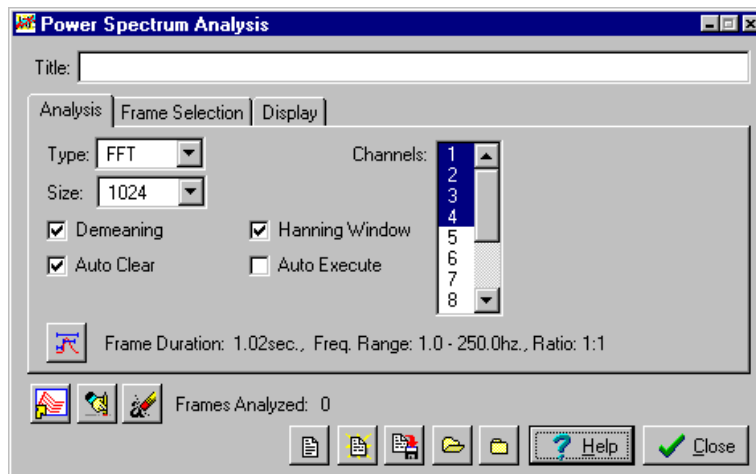 Power Spectrum Analysis
Title:
Analysis Frame Selection Display
Type: FFT
Channels:
1
2
3
4
5
6
7
8
Size: 1024
Demeaning
Hanning Window
Auto Clear
Auto Execute
Frame Duration: 1.02sec., Freq. Range: 1.0 - 250.0hz., Ratio: 1:1
Frames Analyzed: 0
? Help
Close